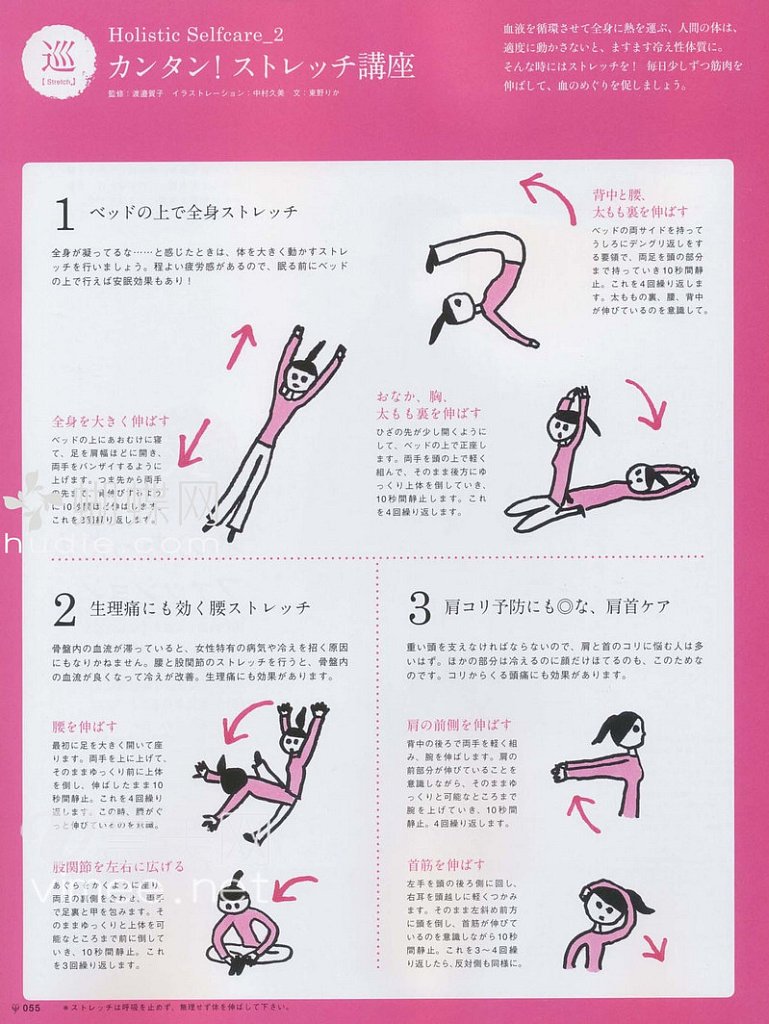 巡
[ Stretch ]
Holistic Selfcare_2
カンタン! ストレッチ講座
監修:渡邉賀子 イラストレーション:中村久美 文:東野りか
血液を循環させて全身に熱を運ぶ、人間の体は、
適度に動かさないと、ますます冷え性体質に。
そんな時にはストレッチを! 毎日少しずつ筋肉を
伸ばして、血のめぐりを促しましょう。
1 ベッドの上で全身ストレッチ
全身が凝ってるな……と感じたときは、体を大きく動かすストレ
ッチを行いましょう。程よい疲労感があるので、眠る前にベッド
の上で行えば安眠効果もあり!
背中と腰、
太もも裏を伸ばす
ベッドの両サイドを持って
うしろにデングリ返しをす
る要領で、両足を頭の部分
まで持っていき10秒間静
止。これを4回繰り返しま
す。太ももの裏、腰、背中
が伸びているのを意識して。
全身を大きく伸ばす
ベッドの上にあおむけに寝
て、足を肩幅ほどに開き、
両手をバンザイするように
上げます。つま先から両手
の先まで、背伸びするよう
に10秒間ほど伸ばします。
これを3回繰り返します。
おなか、胸、
太もも裏を伸ばす
ひざの先が少し開くように
して、ベッドの上で正座し
ます。両手を頭の上で軽く
組んで、そのまま後方にゆ
っくり上体を倒していき、
10秒間静止します。これ
を4回繰り返します。
2 生理痛にも効く腰ストレッチ
骨盤内の血流が滞っていると、女性特有の病気や冷えを招く原因
にもなりかねません。腰と股関節のストレッチを行うと、骨盤内
の血流が良くなって冷えが改善。生理痛にも効果があります。
腰を伸ばす
最初に足を大きく開いて座
ります。両手を上に上げて、
そのままゆっくり前に上体
を倒し、伸ばしたまま10
秒間静止。これを4回繰り
返します。この時、腰がぐ
っと伸びているのを意識。
股関節を左右に広げる
あぐらをかくように座り、
両足の裏側を合わせ、両手
で足裏と甲を包みます。そ
のままゆっくりと上体を可
能なところまで前に倒して
いき、10秒間静止。これ
を3回繰り返します。
3 肩コリ予防にも◎な、肩首ケア
重い頭を支えなければならないので、肩と首のコリに悩む人は多
いはず。ほかの部分は冷えるのに顔だけほてるのも、このためな
のです。コリからくる頭痛にも効果があります。
肩の前側を伸ばす
背中の後ろで両手を軽く組
み、腕を伸ばします。肩の
前部分が伸びていることを
意識しながら、そのままゆ
っくりと可能なところまで
腕を上げていき、10秒間
静止。4回繰り返します。
首筋を伸ばす
左手を頭の後ろ側に回し、
右耳を頭越しに軽くつかみ
ます。そのまま左斜め前方
に頭を倒し、首筋が伸びて
いるのを意識しながら10秒
間静止。これを3〜4回繰
り返したら、反対側も同様に。
055
※ストレッチは呼吸を止めず、無理せず体を伸ばして下さい。
蝴蝶网
hudie.com